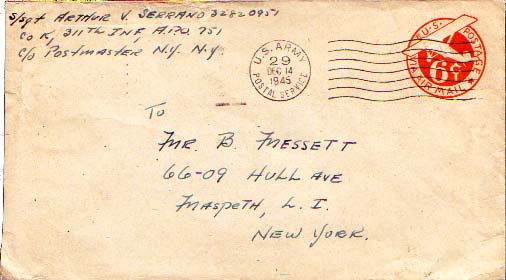 S/Sgt ARTHUR V. SERRANO 32820951
Co K, 311TH INF A.P.O. 751
C/O POSTMASTER N.Y. N.Y.
U.S. ARMY
29
DEC 14
1945
POSTAL SERVICE
U.S. POSTAGE
6¢
VIA AIR MAIL
TO
MR. B. MESSETT
66-09 HULL AVE
MASPETH, L. I.
NEW YORK.